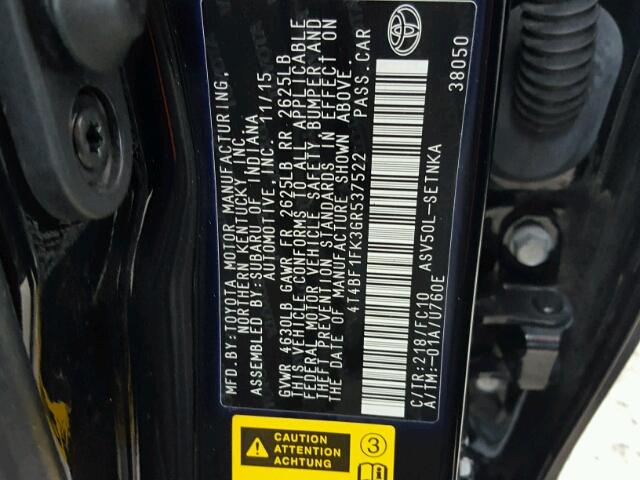 MFD.BY:TOYOTA MOTOR MANUFACTURING,
NORTHERN KENTUCKY, INC.
ASSEMBLED BY:SUBARU OF INDIANA
AUTOMOTIVE,INC. 11/15
GVWR 4630LB GAWR FR 2625LB RR 2625LB
THIS VEHICLE CONFORMS TO ALL APPLICABLE
FEDERAL MOTOR VEHICLE SAFETY, BUMPER,AND
THEFT PREVENTION STANDARDS IN EFFECT ON
THE DATE OF MANUFACTURE SHOWN ABOVE.
4T4BF1FK3GR537522 PASS.CAR
C/TR:218/FC10 ASV50L-SETNKA
A/TM:-01A/U760E
38050
CAUTION
ATTENTION
ACHTUNG
3